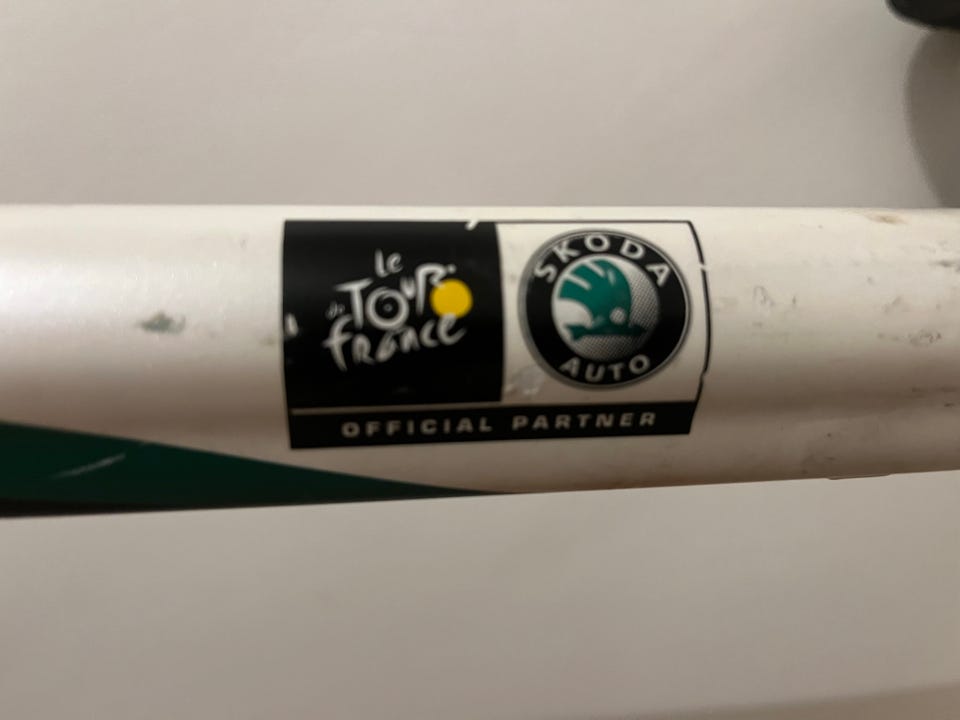 le
de TOUR
france
SKODA
AUTO
OFFICIAL PARTNER